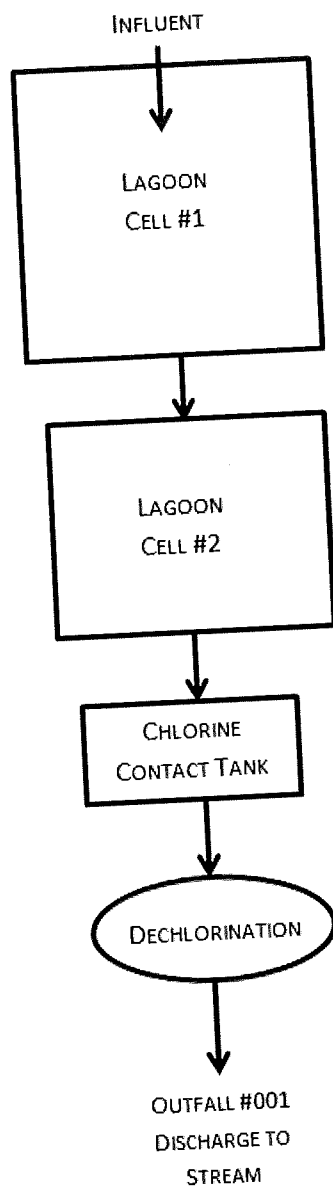 INFLUENT
LAGOON
CELL #1
LAGOON
CELL #2
CHLORINE
CONTACT TANK
DECHLORINATION
OUTFALL #001
DISCHARGE TO
STREAM